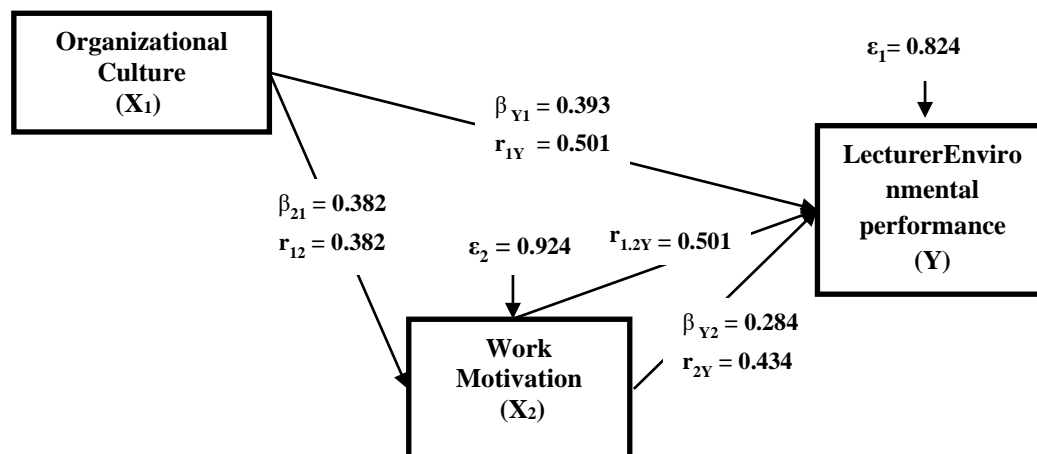 Organizational
Culture
(X1)
ε1= 0.824
β Y1 = 0.393
r1Y = 0.501
LecturerEnviro
nmental
performance
(Y)
β21 = 0.382
r12 = 0.382
ε2 = 0.924
r1.2Y = 0.501
β Y2 = 0.284
r2Y = 0.434
Work
Motivation
(X2)